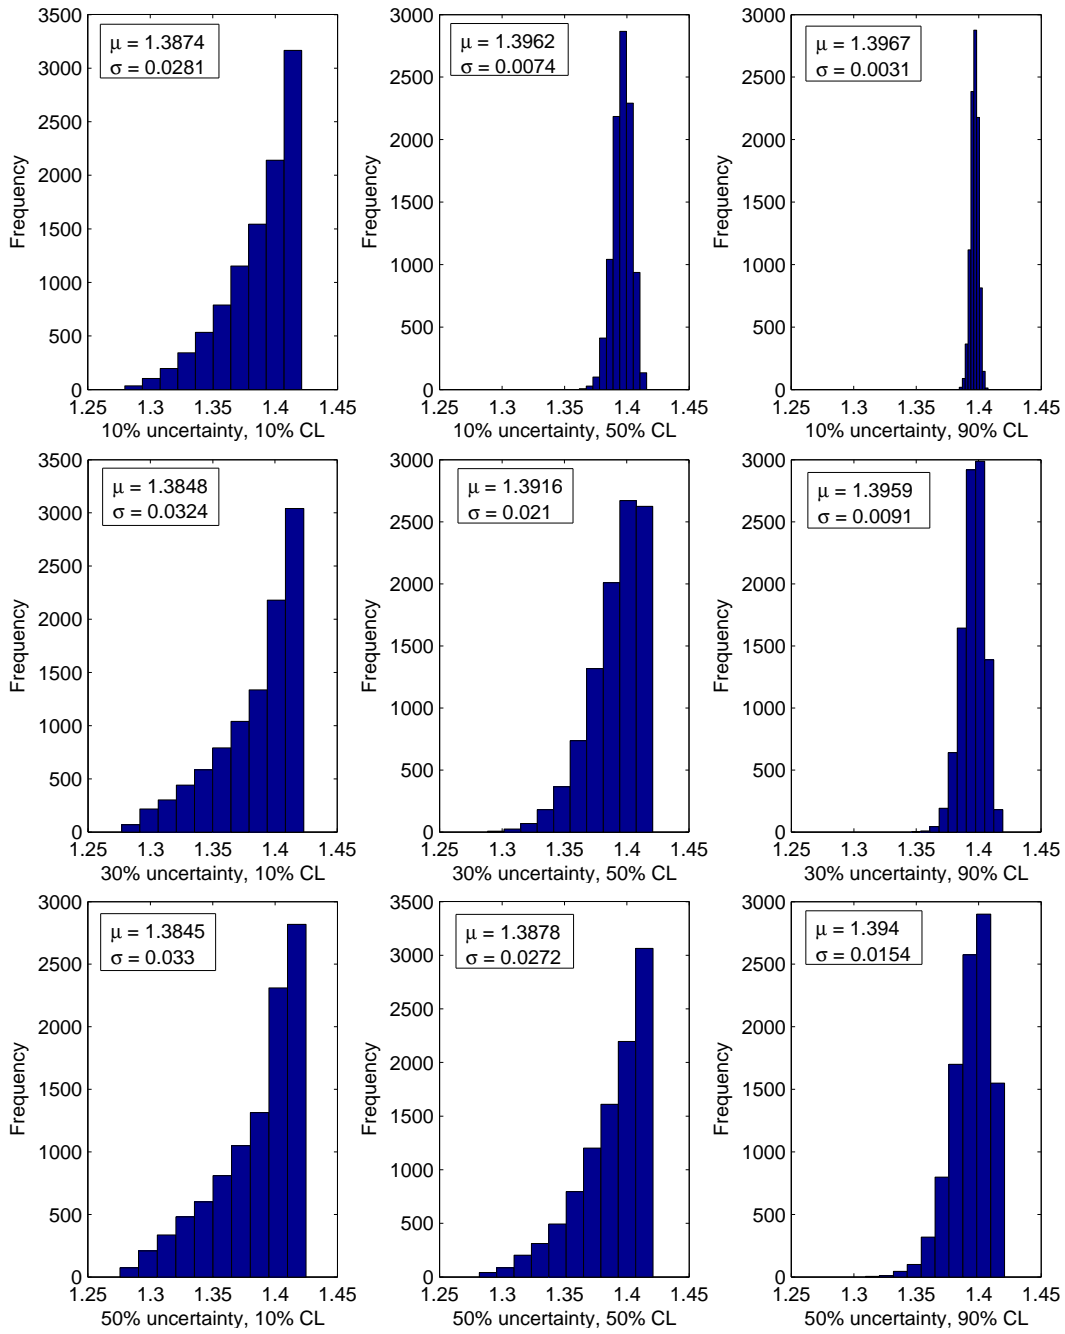 3500
3000
2500
2000
1500
1000
500
0
Frequency
μ = 1.3874
σ = 0.0281
1.25 1.3 1.35 1.4 1.45
10% uncertainty, 10% CL
3000
2500
2000
1500
1000
500
0
Frequency
μ = 1.3962
σ = 0.0074
1.25 1.3 1.35 1.4 1.45
10% uncertainty, 50% CL
3000
2500
2000
1500
1000
500
0
Frequency
μ = 1.3967
σ = 0.0031
1.25 1.3 1.35 1.4 1.45
10% uncertainty, 90% CL
3500
3000
2500
2000
1500
1000
500
0
Frequency
μ = 1.3848
σ = 0.0324
1.25 1.3 1.35 1.4 1.45
30% uncertainty, 10% CL
3000
2500
2000
1500
1000
500
0
Frequency
μ = 1.3916
σ = 0.021
1.25 1.3 1.35 1.4 1.45
30% uncertainty, 50% CL
3000
2500
2000
1500
1000
500
0
Frequency
μ = 1.3959
σ = 0.0091
1.25 1.3 1.35 1.4 1.45
30% uncertainty, 90% CL
3000
2500
2000
1500
1000
500
0
Frequency
μ = 1.3845
σ = 0.033
1.25 1.3 1.35 1.4 1.45
50% uncertainty, 10% CL
3500
3000
2500
2000
1500
1000
500
0
Frequency
μ = 1.3878
σ = 0.0272
1.25 1.3 1.35 1.4 1.45
50% uncertainty, 50% CL
3000
2500
2000
1500
1000
500
0
Frequency
μ = 1.394
σ = 0.0154
1.25 1.3 1.35 1.4 1.45
50% uncertainty, 90% CL